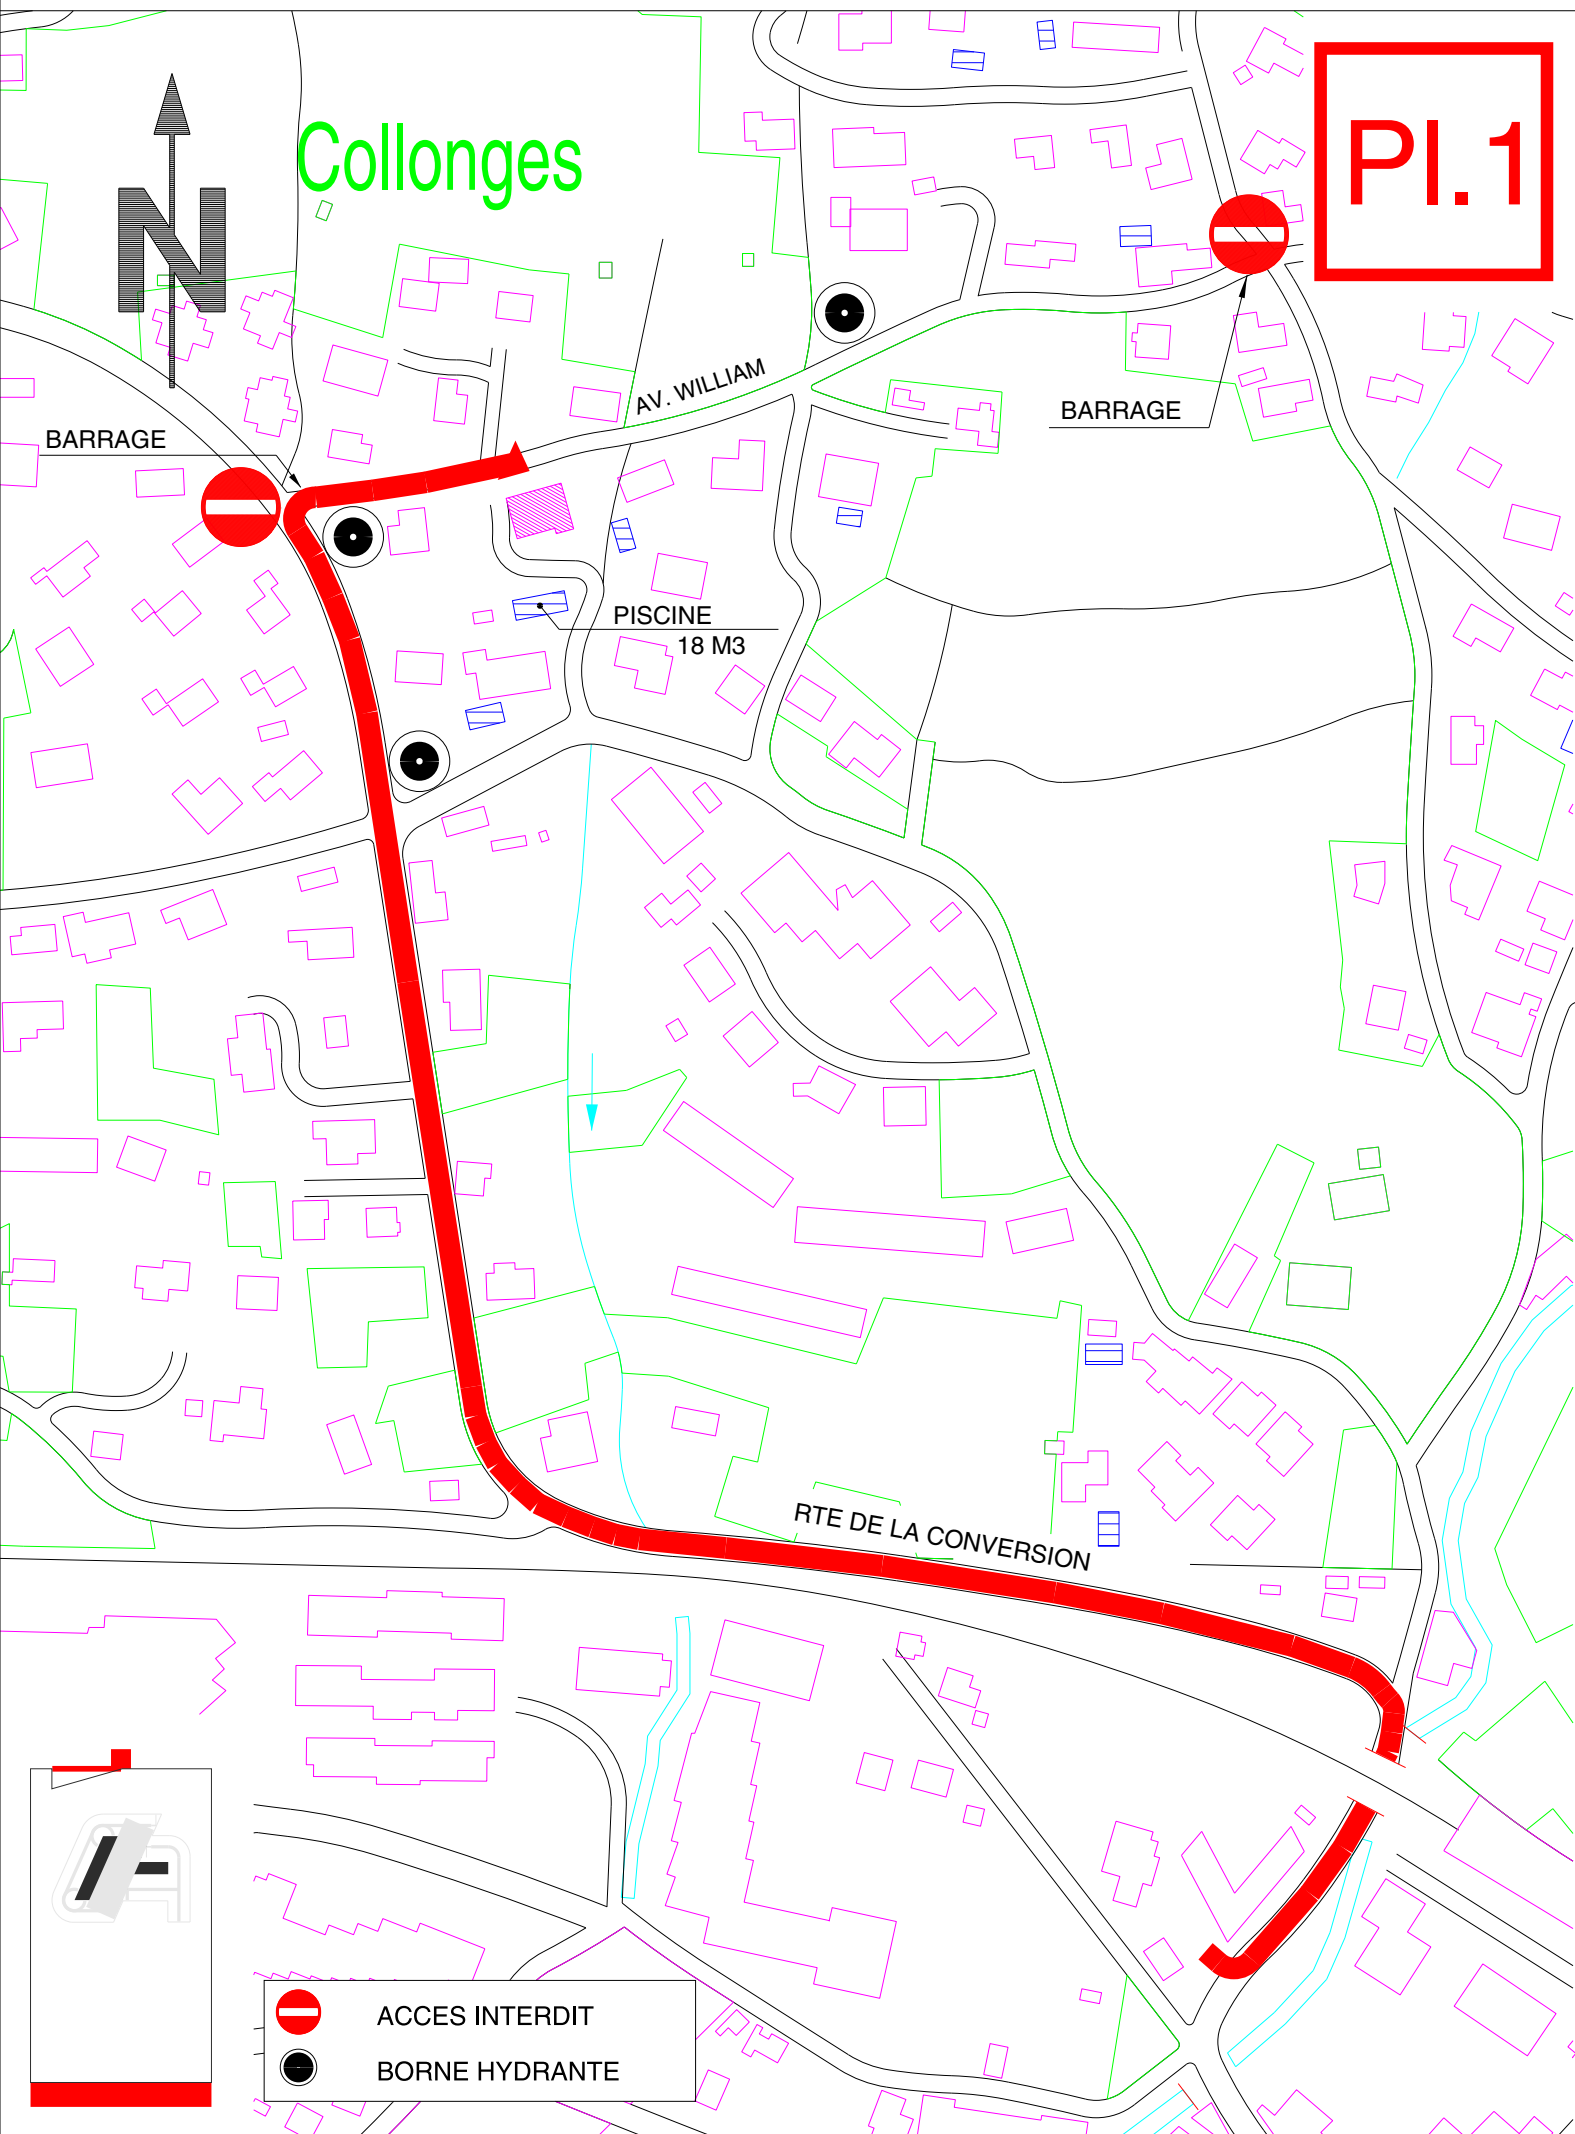 Collonges
Pl.1
N
AV. WILLIAM
BARRAGE
BARRAGE
PISCINE
18 M3
RTE DE LA CONVERSION
ACCES INTERDIT
BORNE HYDRANTE